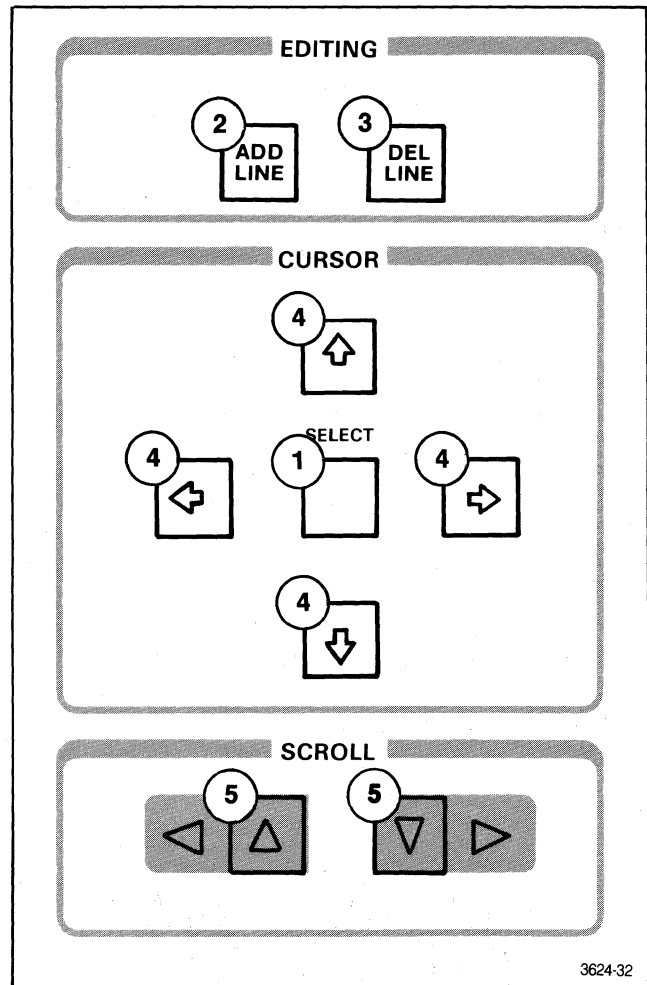 EDITING
2 3
ADD DEL
LINE LINE
CURSOR
4
SELECT
4 1 4
4
SCROLL
5 5
3624-32